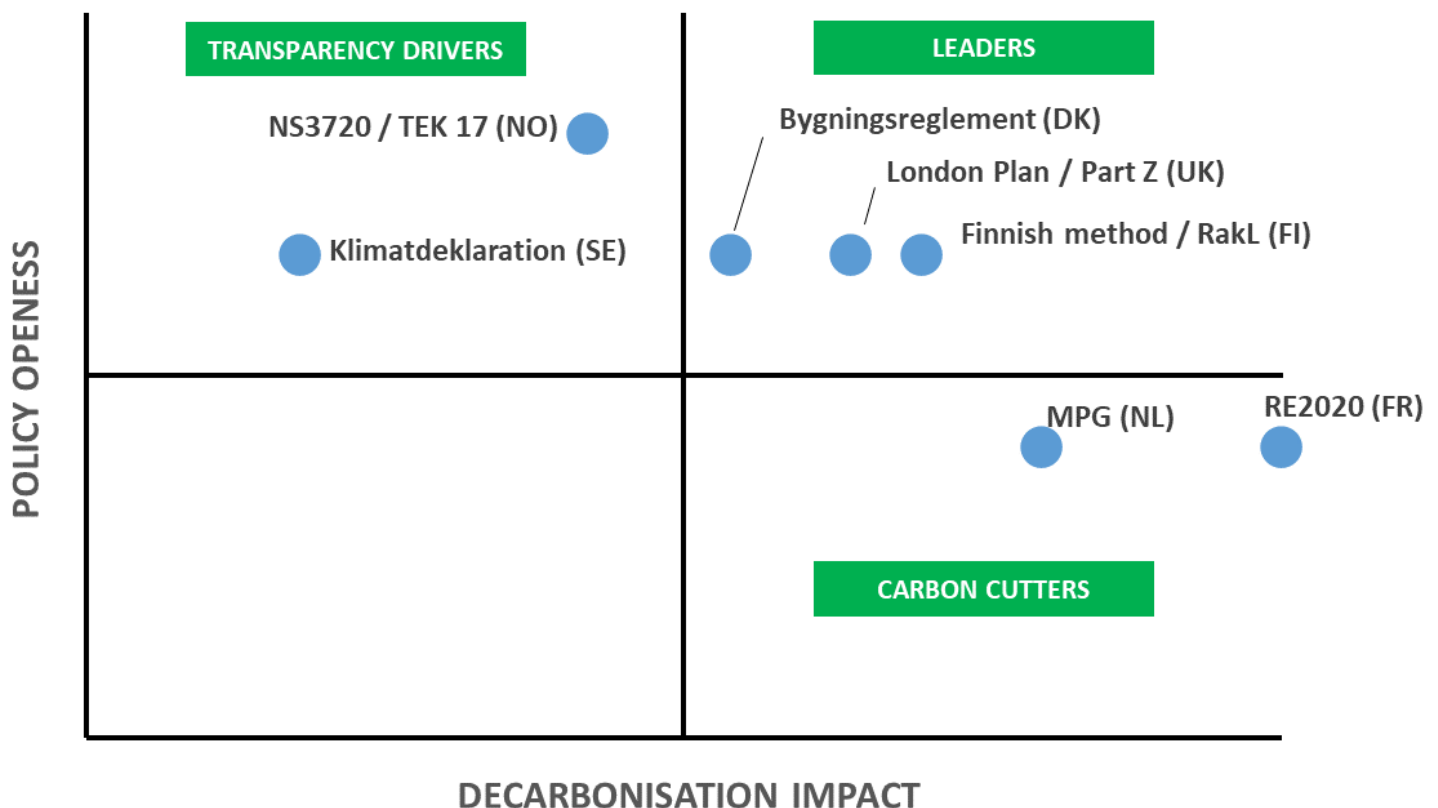 TRANSPARENCY DRIVERS
LEADERS
NS3720 / TEK 17 (NO)
Bygningsreglement (DK)
London Plan / Part Z (UK)
Klimatdeklaration (SE)
Finnish method / RakL (FI)
POLICY OPENESS
MPG (NL)
RE2020 (FR)
CARBON CUTTERS
DECARBONISATION IMPACT